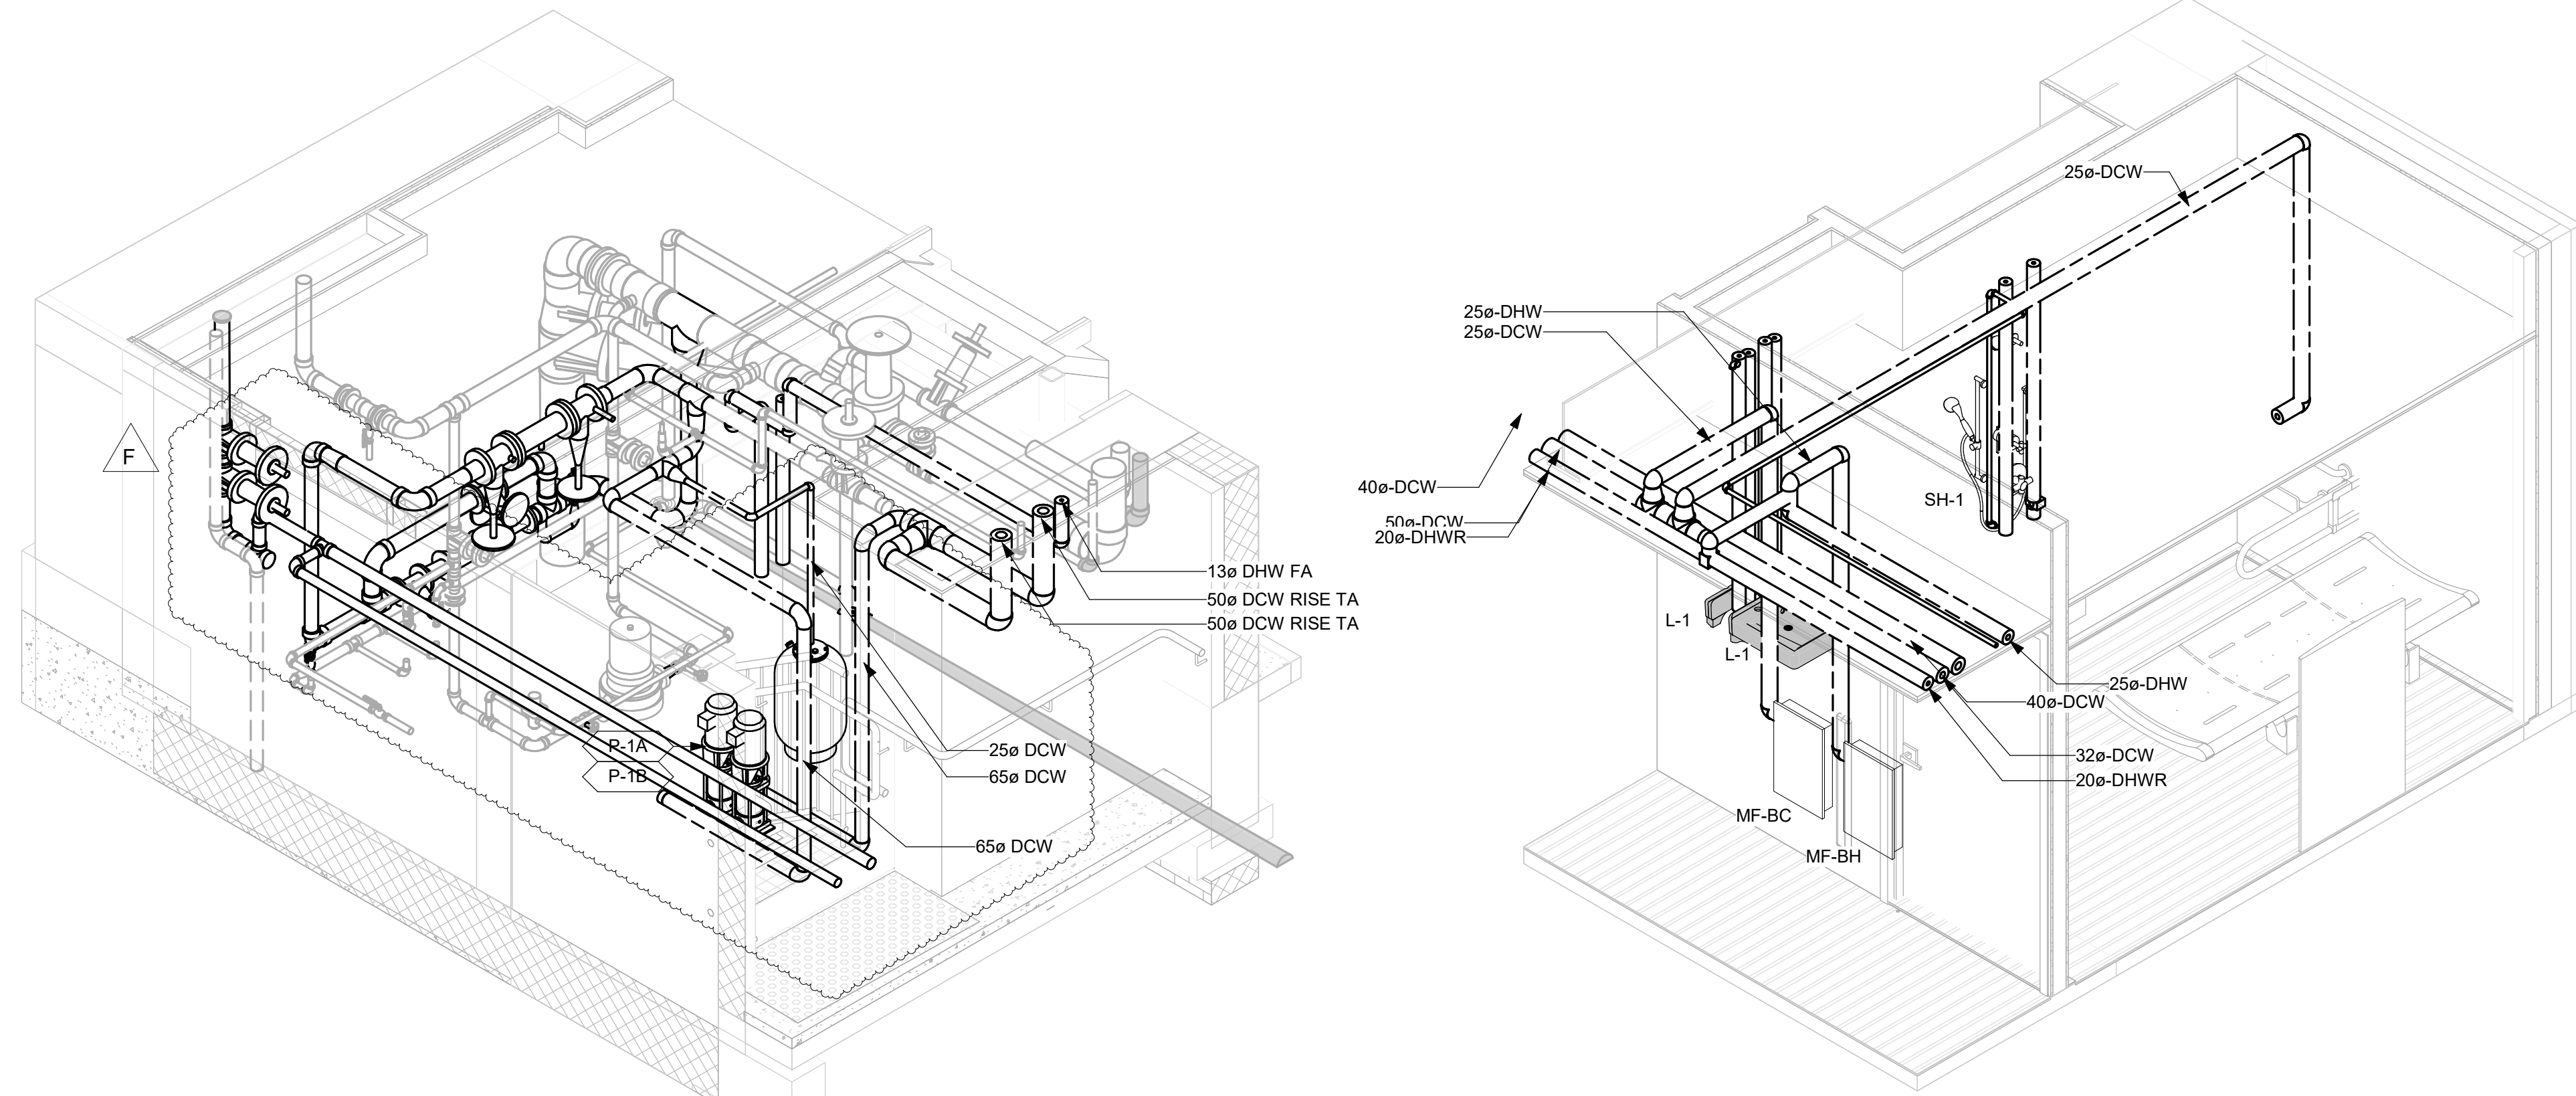 F
P-1A
P-1B
13ø DHW FA
50ø DCW RISE TA
50ø DCW RISE TA
25ø DCW
65ø DCW
65ø DCW
25ø-DCW
25ø-DHW
25ø-DCW
40ø-DCW
50ø-DCW
20ø-DHWR
SH-1
L-1
L-1
25ø-DHW
40ø-DCW
32ø-DCW
20ø-DHWR
MF-BC
MF-BH